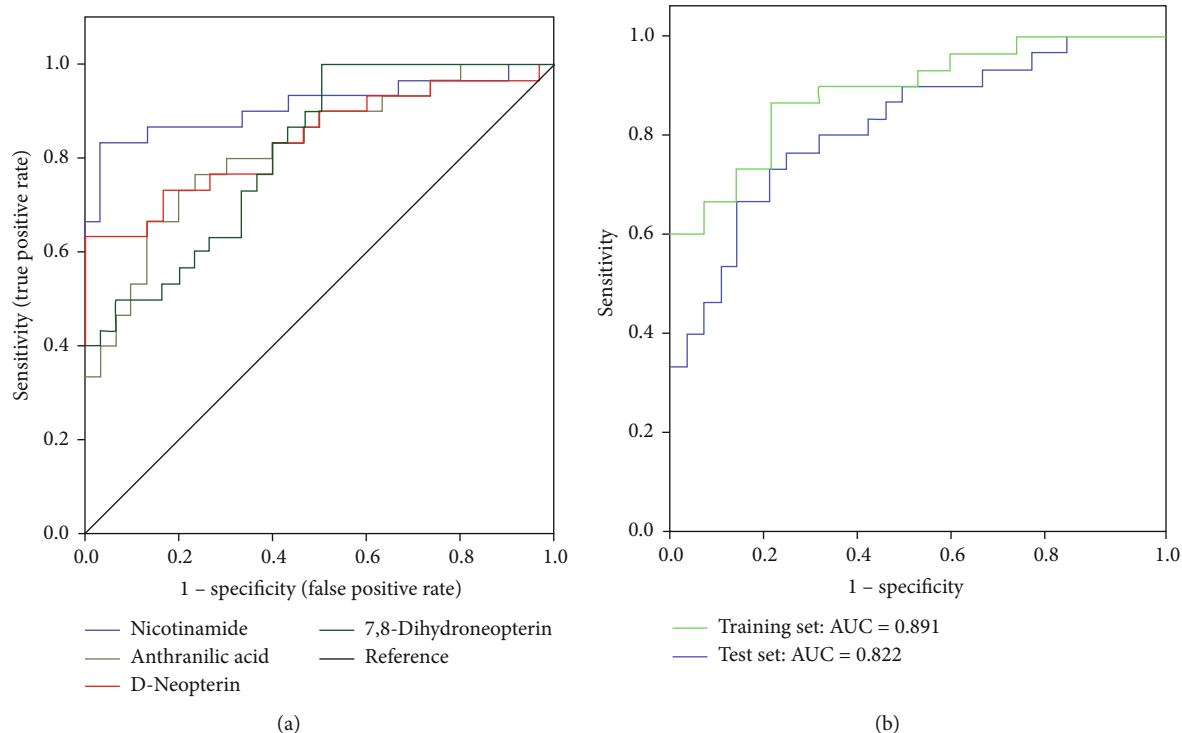 Sensitivity (true positive rate)
1.0
0.8
0.6
0.4
0.2
0.0
0.0 0.2 0.4 0.6 0.8 1.0
1 – specificity (false positive rate)
Nicotinamide
Anthranilic acid
D-Neopterin
7,8-Dihydroneopterin
Reference
(a)
Sensitivity
1.0
0.8
0.6
0.4
0.2
0.0
0.0 0.2 0.4 0.6 0.8 1.0
1 – specificity
Training set: AUC = 0.891
Test set: AUC = 0.822
(b)